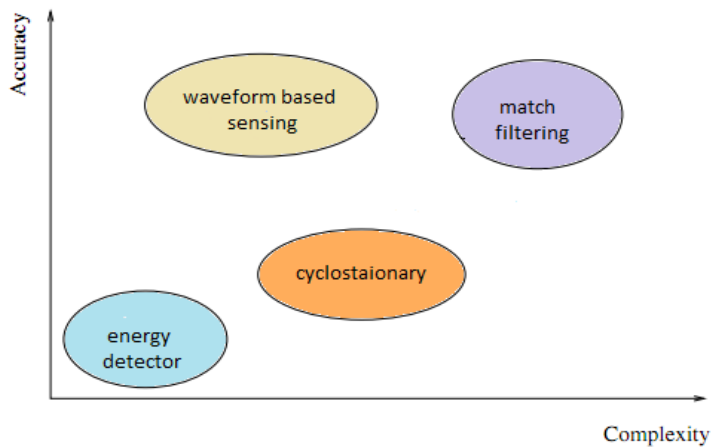 Accuracy
waveform based
sensing
match
filtering
cyclostaionary
energy
detector
Complexity